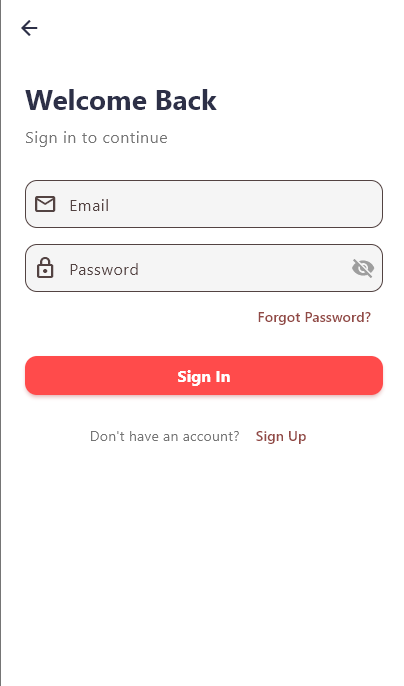 Welcome Back
Sign in to continue
Email
Password
Forgot Password?
Sign In
Don't have an account? Sign Up